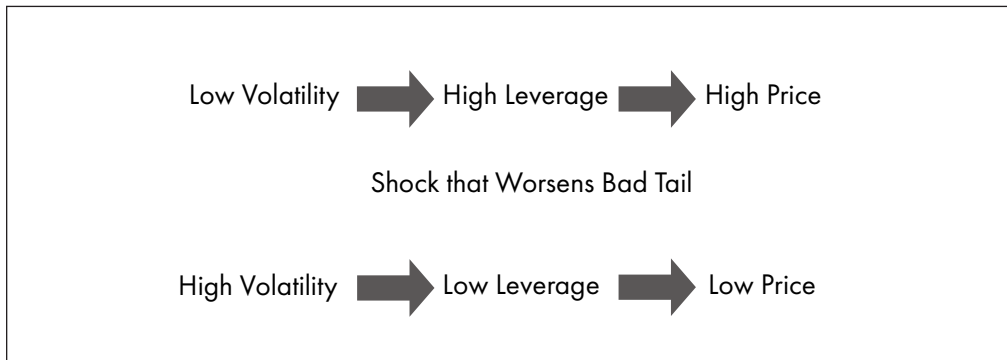 Low Volatility High Leverage High Price
Shock that Worsens Bad Tail
High Volatility Low Leverage Low Price